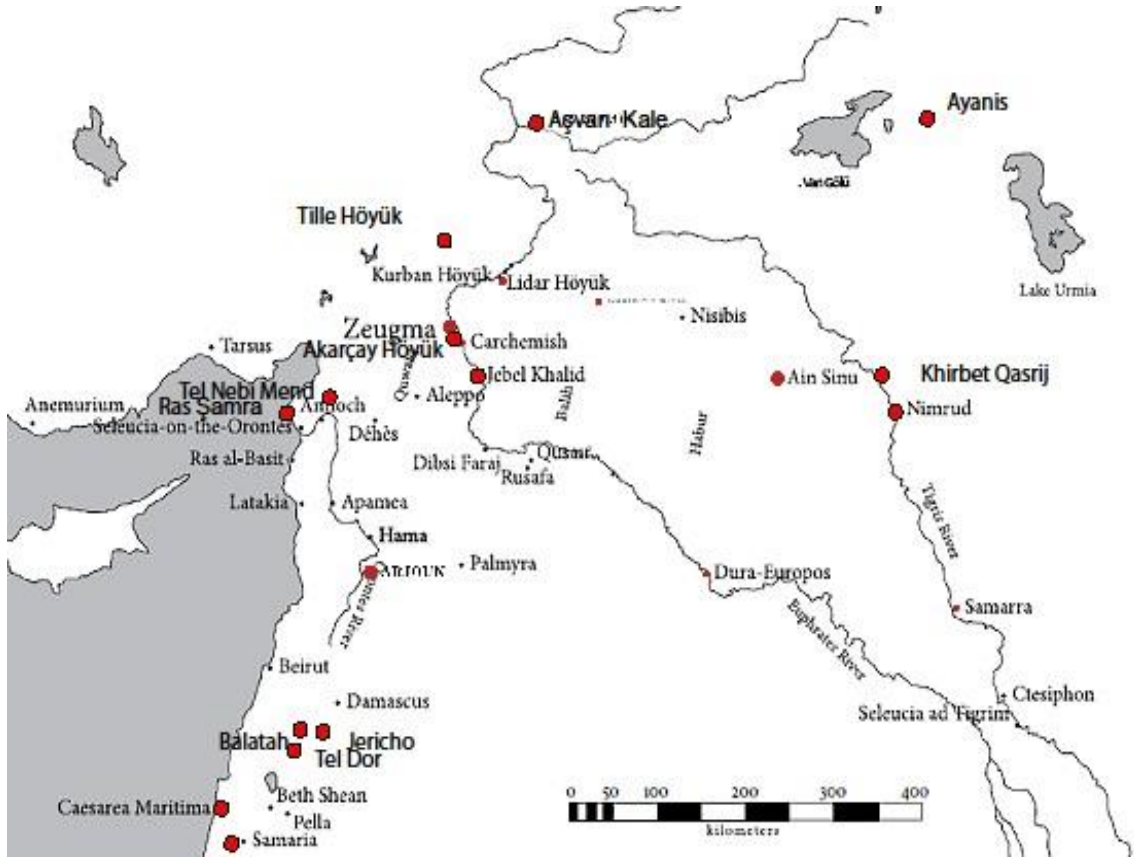 Aşvan Kale
Ayanis
Van Gölü
Tille Höyük
Kurban Höyük
Lidar Höyük
Lake Urmia
Nisibis
Zeugma
Carchemish
Tarsus
Akarçay Höyük
Jebel Khalid
Ain Sinu
Khirbet Qasrij
Tel Nebi Mend
Aleppo
Balih
Anemurium
Ras Samra
Antioch
Nimrud
Seleucia-on-the-Orontes
Déhès
Habur
Ras al-Basit
Dibsi Faraj
Rusafa
Tigris River
Latakia
Apamea
Hama
Palmyra
ARJOUN
Dura-Europos
Samarra
Euphrates River
Beirut
Damascus
Ctesiphon
Seleucia ad Tigrim
Balatah
Jericho
Tel Dor
Beth Shean
Caesarea Maritima
Pella
Samaria
0 50 100 200 300 400
kilometers